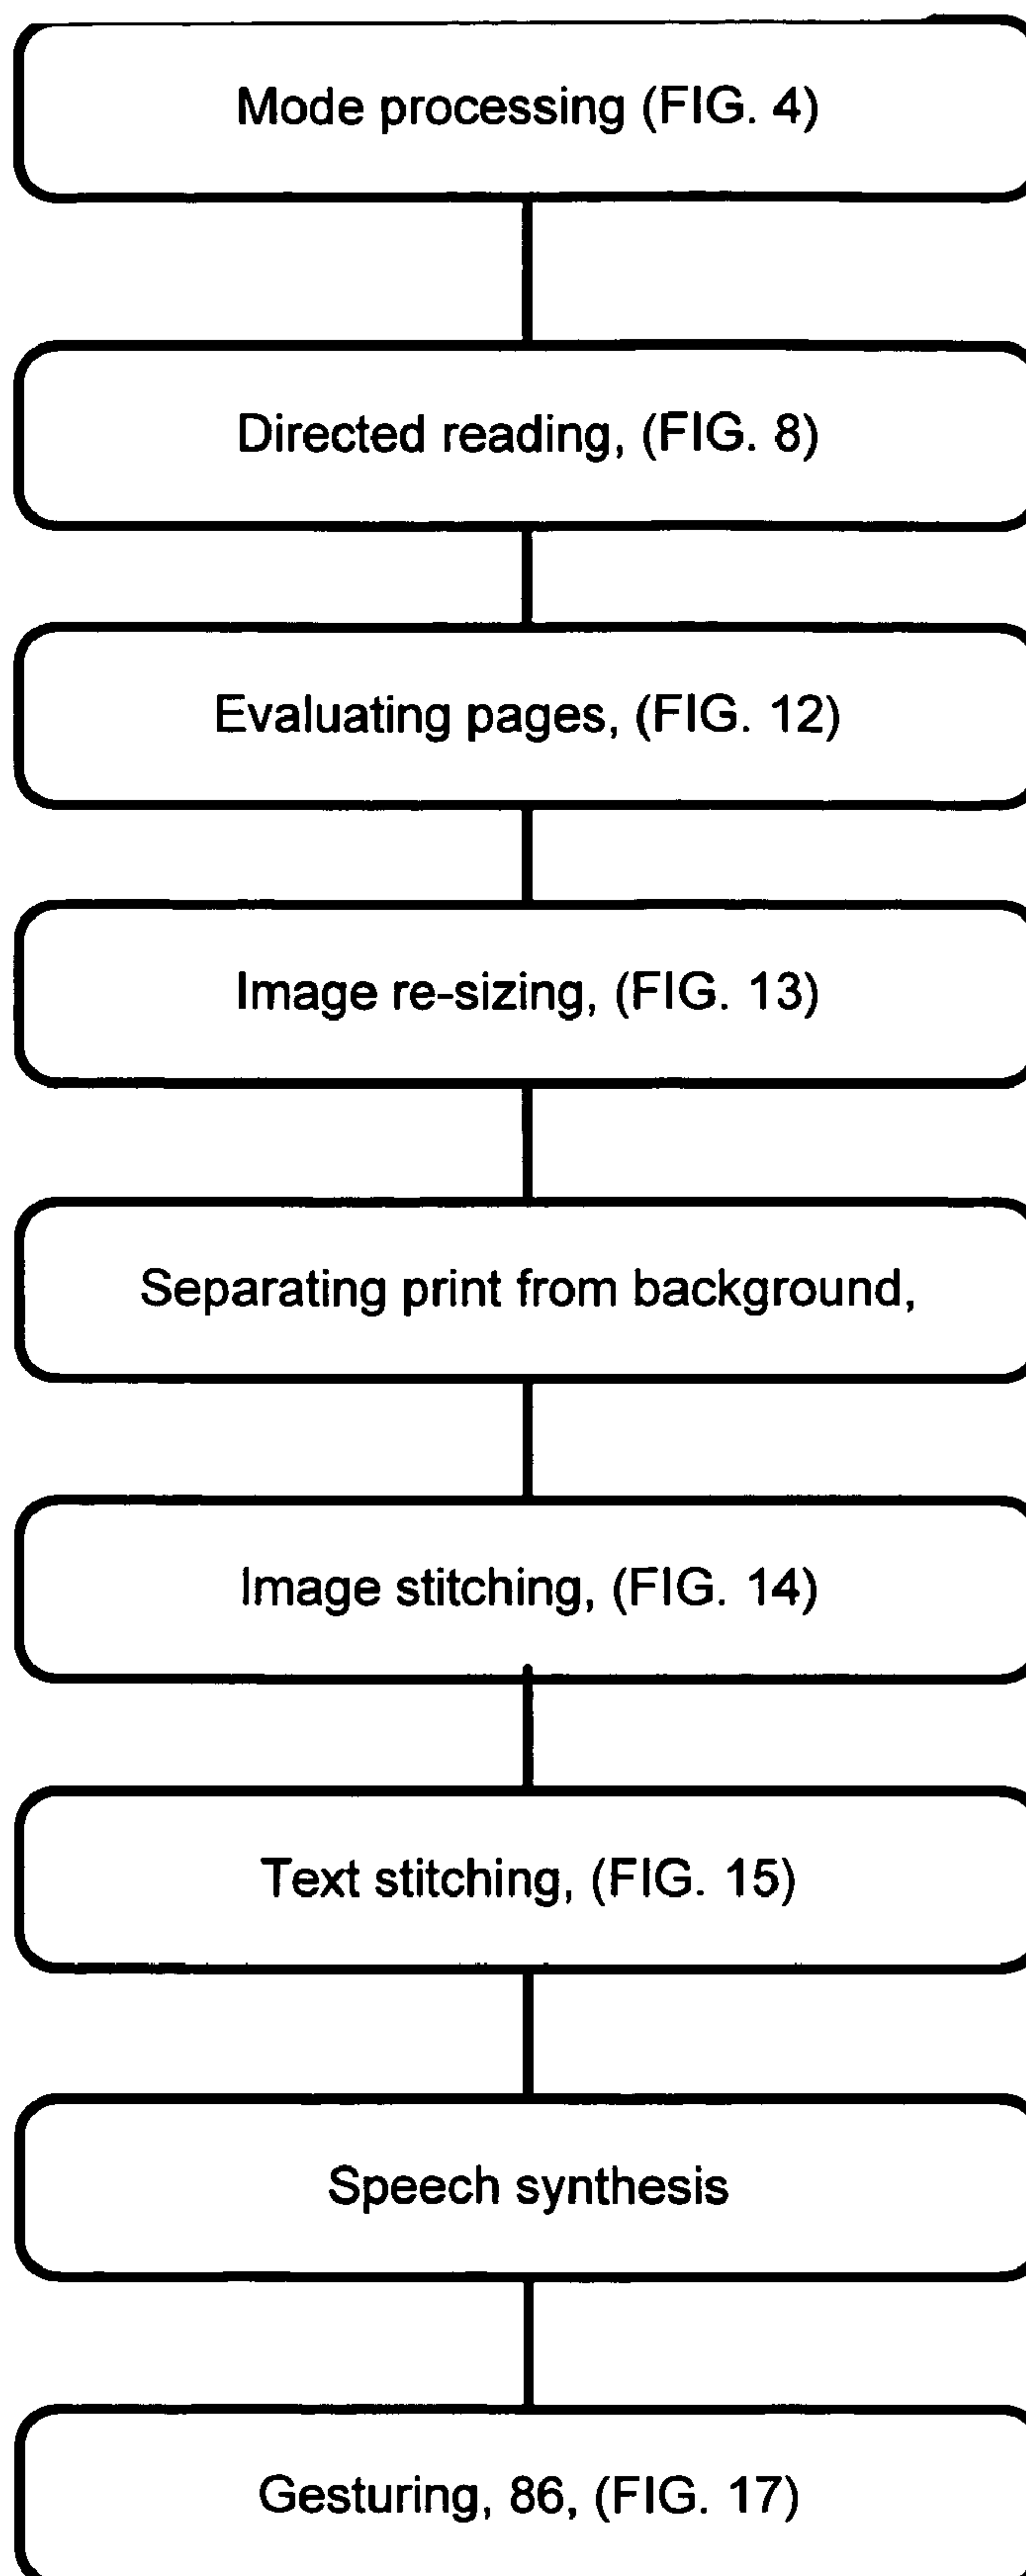 Mode processing (FIG. 4)
Directed reading, (FIG. 8)
Evaluating pages, (FIG. 12)
Image re-sizing, (FIG. 13)
Separating print from background,
Image stitching, (FIG. 14)
Text stitching, (FIG. 15)
Speech synthesis
Gesturing, 86, (FIG. 17)